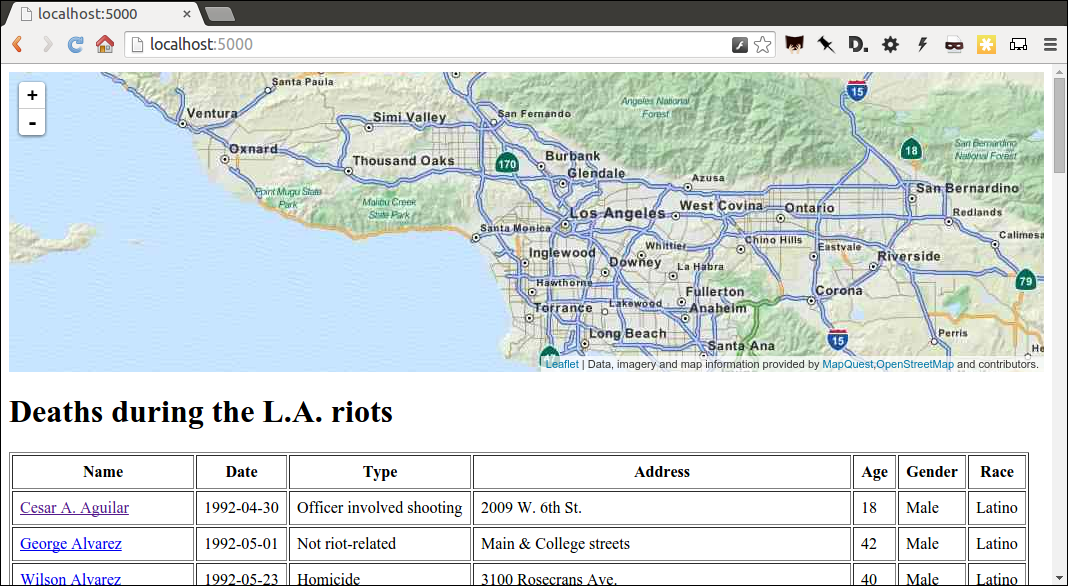 localhost:5000
localhost:5000
+
-
Santa Paula
Ventura
Simi Valley
San Fernando
Angeles National
Forest
15
Oxnard
Thousand Oaks
170
Burbank
Glendale
18
San Bernardino
National Forest
Azusa
San Bernardino
Point Mugu State
Park
Malibu Creek
State Park
Los Angeles
West Covina
Ontario
Redlands
Santa Monica
Whittier
Chino Hills
Eastvale
Calimesa
Inglewood
Downey
La Habra
Riverside
Hawthorne
Fullerton
Corona
79
Torrance
Lakewood
Anaheim
Long Beach
Santa Ana
15
Perris
He
Leaflet | Data, imagery and map information provided by MapQuest,OpenStreetMap and contributors.
Deaths during the L.A. riots
Name Date Type Address Age Gender Race
Cesar A. Aguilar 1992-04-30 Officer involved shooting 2009 W. 6th St. 18 Male Latino
George Alvarez 1992-05-01 Not riot-related Main & College streets 42 Male Latino
Wilson Alvarez 1992-05-23 Homicide 3100 Rosecrans Ave. 40 Male Latino